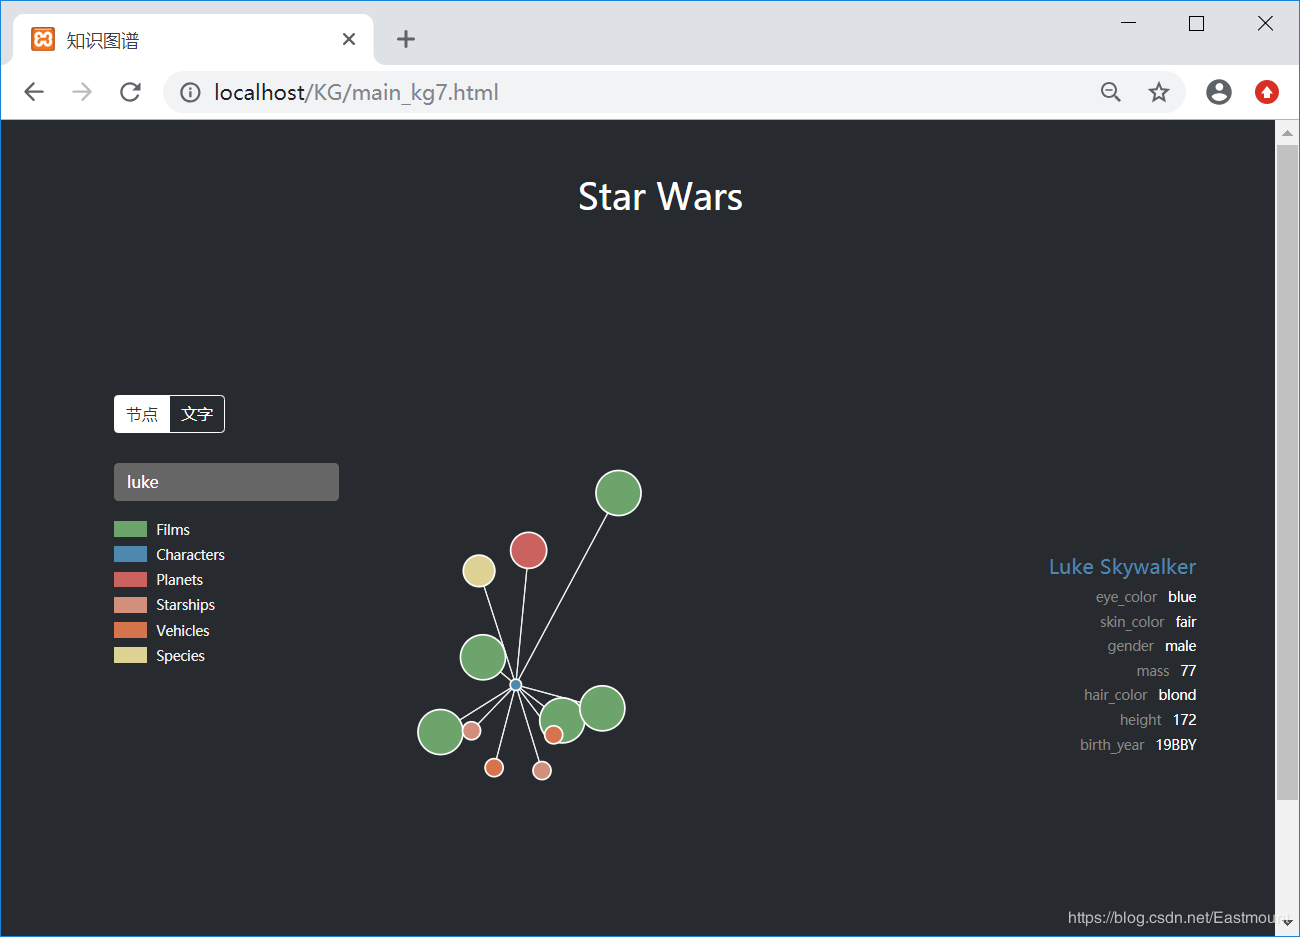 知识图谱
localhost/KG/main_kg7.html
Star Wars
节点 文字
luke
Films
Characters
Planets
Starships
Vehicles
Species
Luke Skywalker
eye_color blue
skin_color fair
gender male
mass 77
hair_color blond
height 172
birth_year 19BBY
https://blog.csdn.net/Eastmount